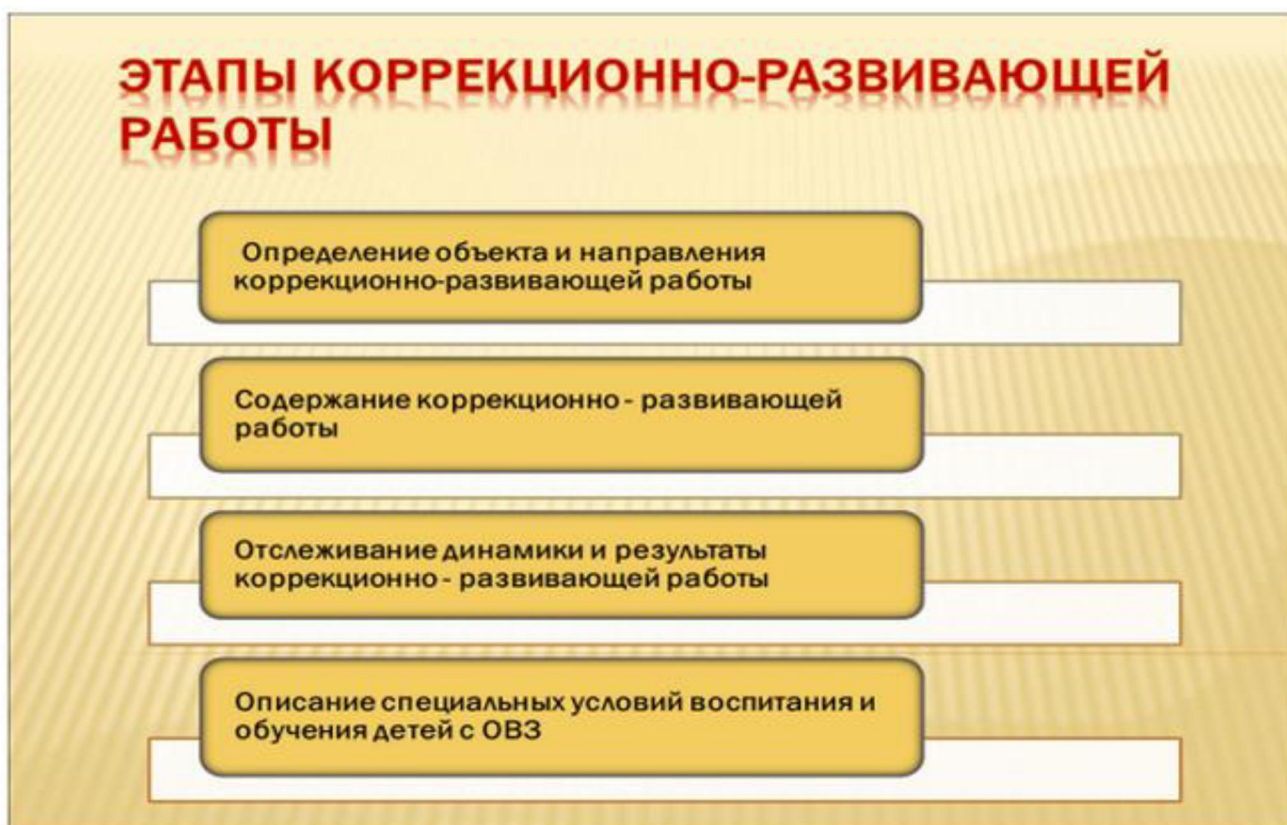 ЭТАПЫ КОРРЕКЦИОННО-РАЗВИВАЮЩЕЙ
РАБОТЫ
Определение объекта и направления
коррекционно-развивающей работы
Содержание коррекционно - развивающей
работы
Отслеживание динамики и результаты
коррекционно - развивающей работы
Описание специальных условий воспитания и
обучения детей с ОВЗ